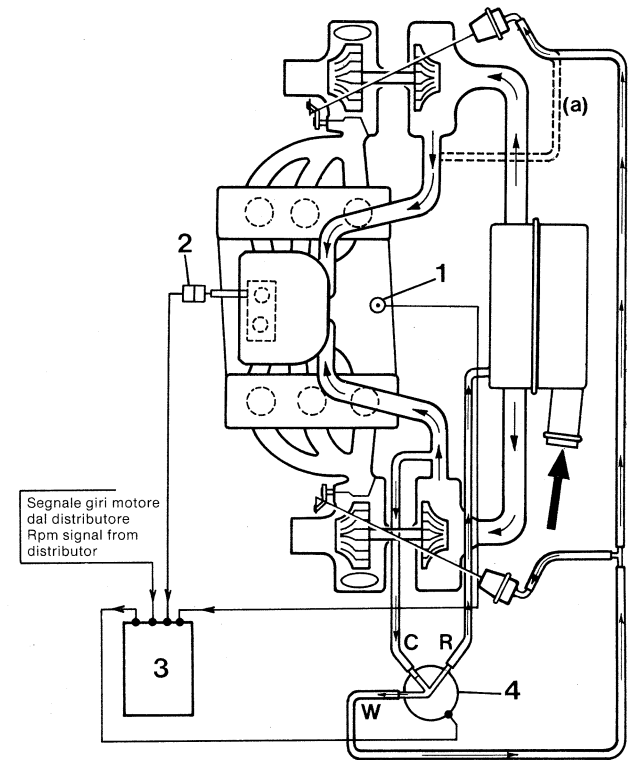 (a)
2
1
Segnale giri motore
dal distributore
Rpm signal from
distributor
3
C R
4
W